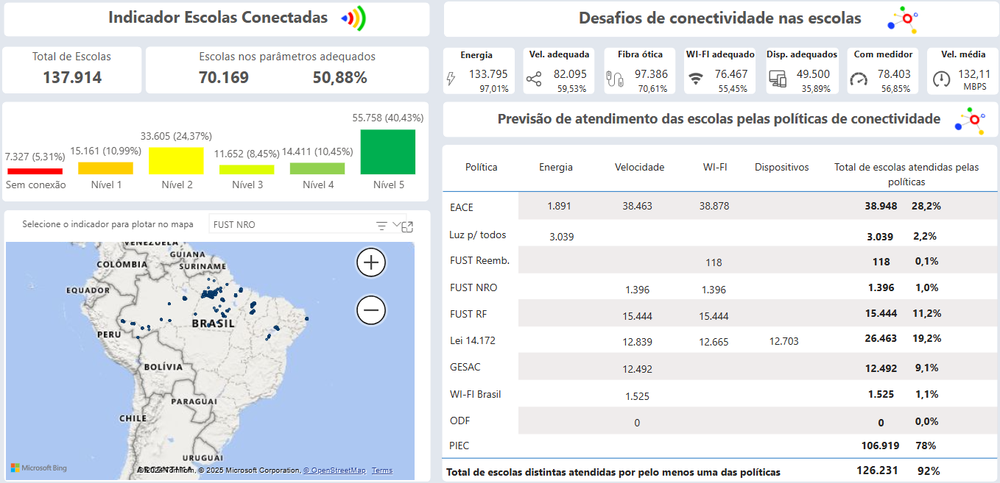 Indicador Escolas Conectadas
Total de Escolas
137.914
Escolas nos parâmetros adequados
70.169 50,88%
55.758 (40,43%)
33.605 (24,37%)
7.327 (5,31%) 15.161 (10,99%) 11.652 (8,45%) 14.411 (10,45%)
Sem conexão Nível 1 Nível 2 Nível 3 Nível 4 Nível 5
Selecione o indicador para plotar no mapa FUST NRO
VENEZUELA
GUIANA
COLÔMBIA SURINAME
EQUADOR
BRASIL
PERU
BOLÍVIA
PARAGUAI
CHILE
URUGUAI
Microsoft Bing
© 2025 Microsoft Corporation, © OpenStreetMap Terms
Desafios de conectividade nas escolas
Energia
133.795
97,01%
Vel. adequada
82.095
59,53%
Fibra ótica
97.386
70,61%
WI-FI adequado
76.467
55,45%
Disp. adequados
49.500
35,89%
Com medidor
78.403
56,85%
Vel. média
132,11
MBPS
Previsão de atendimento das escolas pelas políticas de conectividade
Política Energia Velocidade WI-FI Dispositivos Total de escolas atendidas pelas
políticas
EACE 1.891 38.463 38.878 38.948 28,2%
Luz p/ todos 3.039 3.039 2,2%
FUST Reemb. 118 118 0,1%
FUST NRO 1.396 1.396 1.396 1,0%
FUST RF 15.444 15.444 15.444 11,2%
Lei 14.172 12.839 12.665 12.703 26.463 19,2%
GESAC 12.492 12.492 9,1%
WI-FI Brasil 1.525 1.525 1,1%
ODF 0 0 0,0%
PIEC 106.919 78%
Total de escolas distintas atendidas por pelo menos uma das políticas 126.231 92%